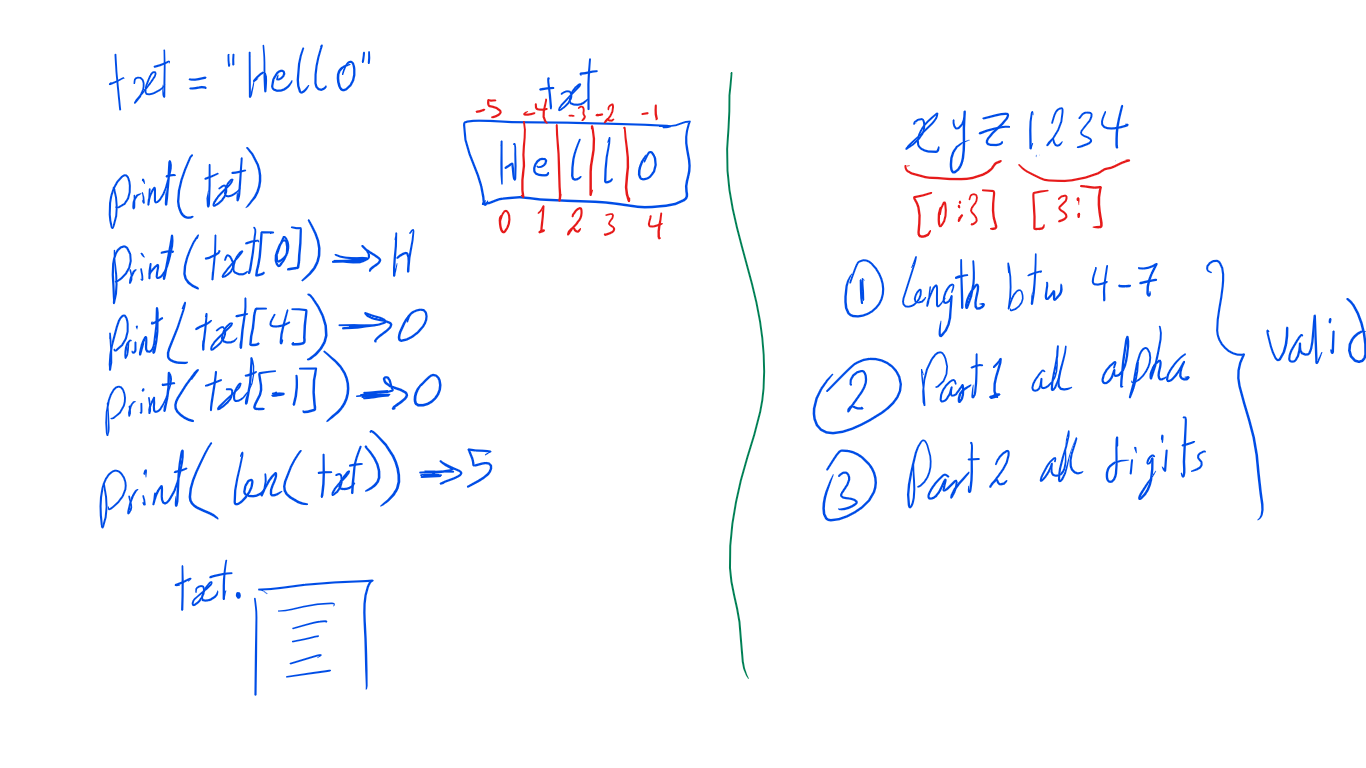 txt = "Hello"
print(txt)
print(txt[0]) → H
print(txt[4]) → o
print(txt[-1]) → o
print(len(txt)) → 5
txt.
txt
-5 -4 -3 -2 -1
H e l l o
0 1 2 3 4
xyz1234
[0:3] [3:]
① length btw 4-7
② Part1 all alpha
③ Part2 all digits
valid